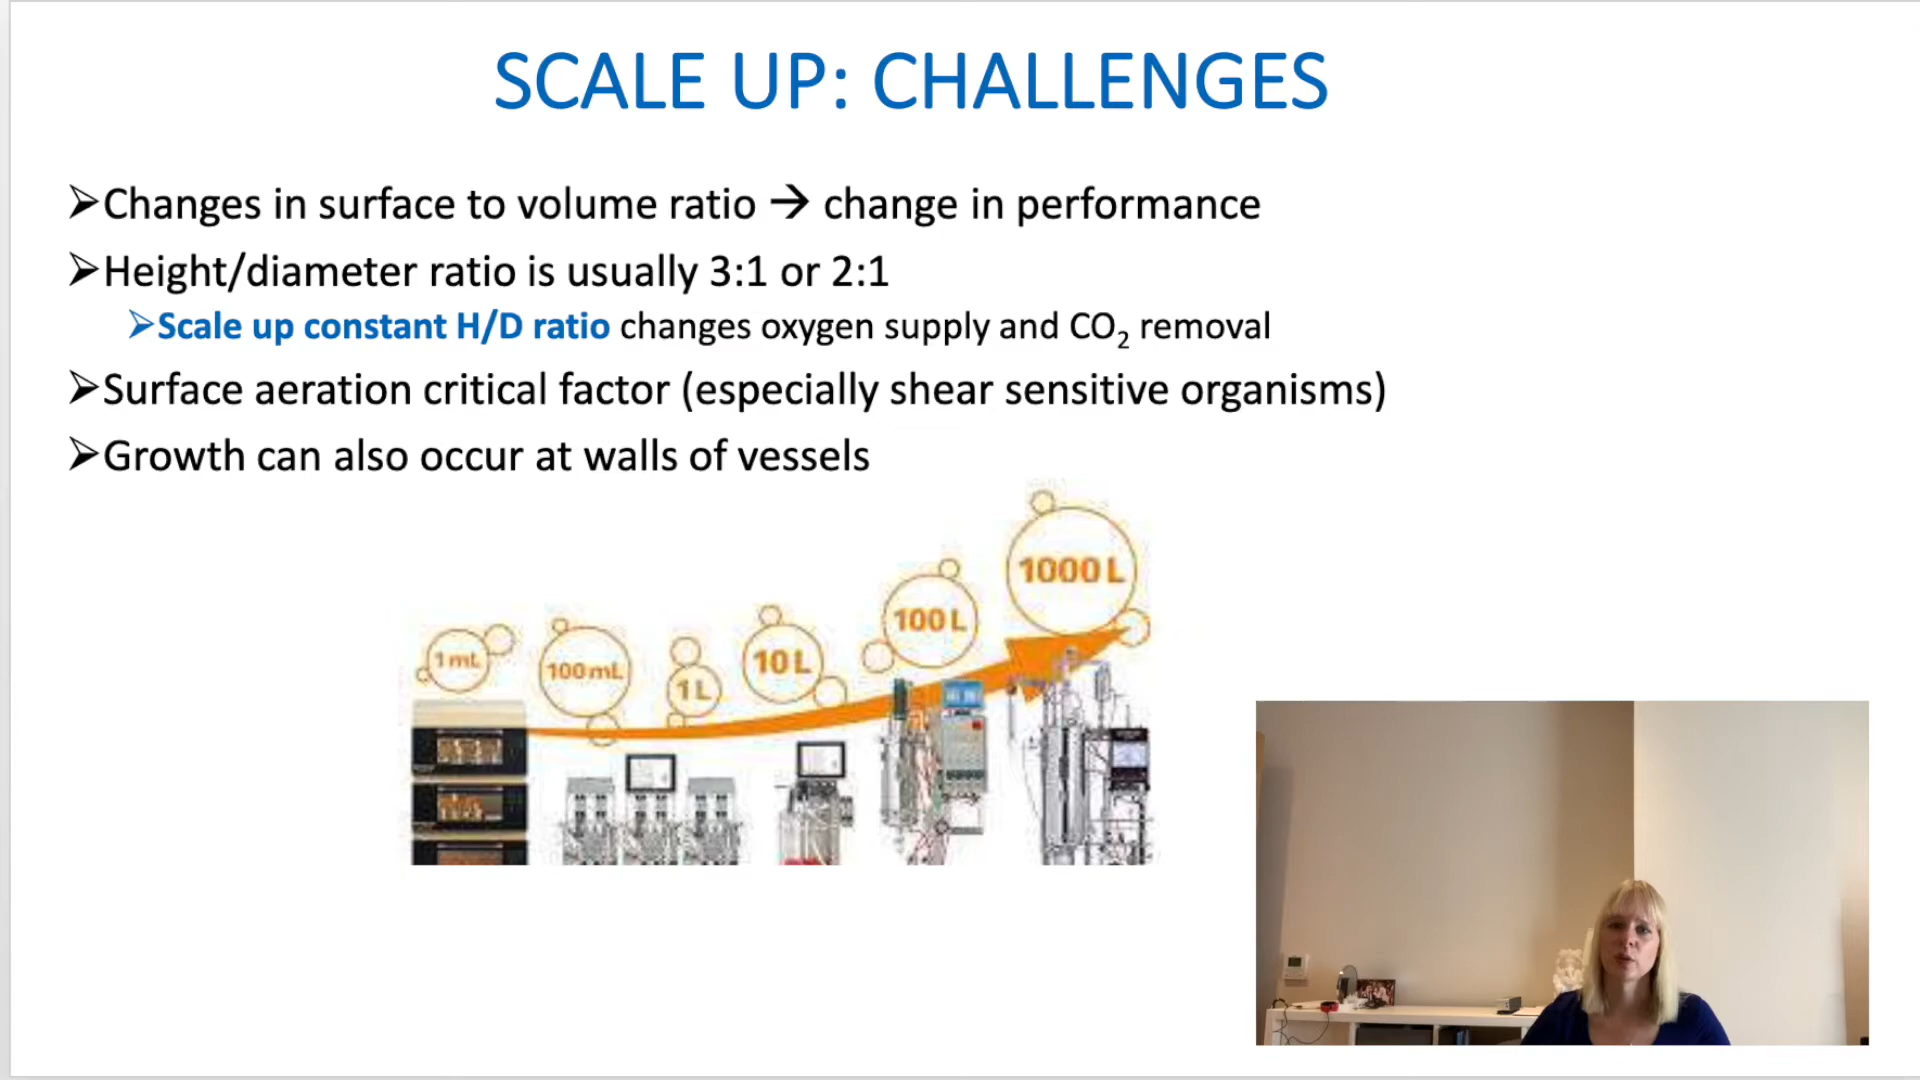 SCALE UP: CHALLENGES
➢Changes in surface to volume ratio → change in performance
➢Height/diameter ratio is usually 3:1 or 2:1
➢Scale up constant H/D ratio changes oxygen supply and CO₂ removal
➢Surface aeration critical factor (especially shear sensitive organisms)
➢Growth can also occur at walls of vessels
1 mL
100 mL
1 L
10 L
100 L
1000 L